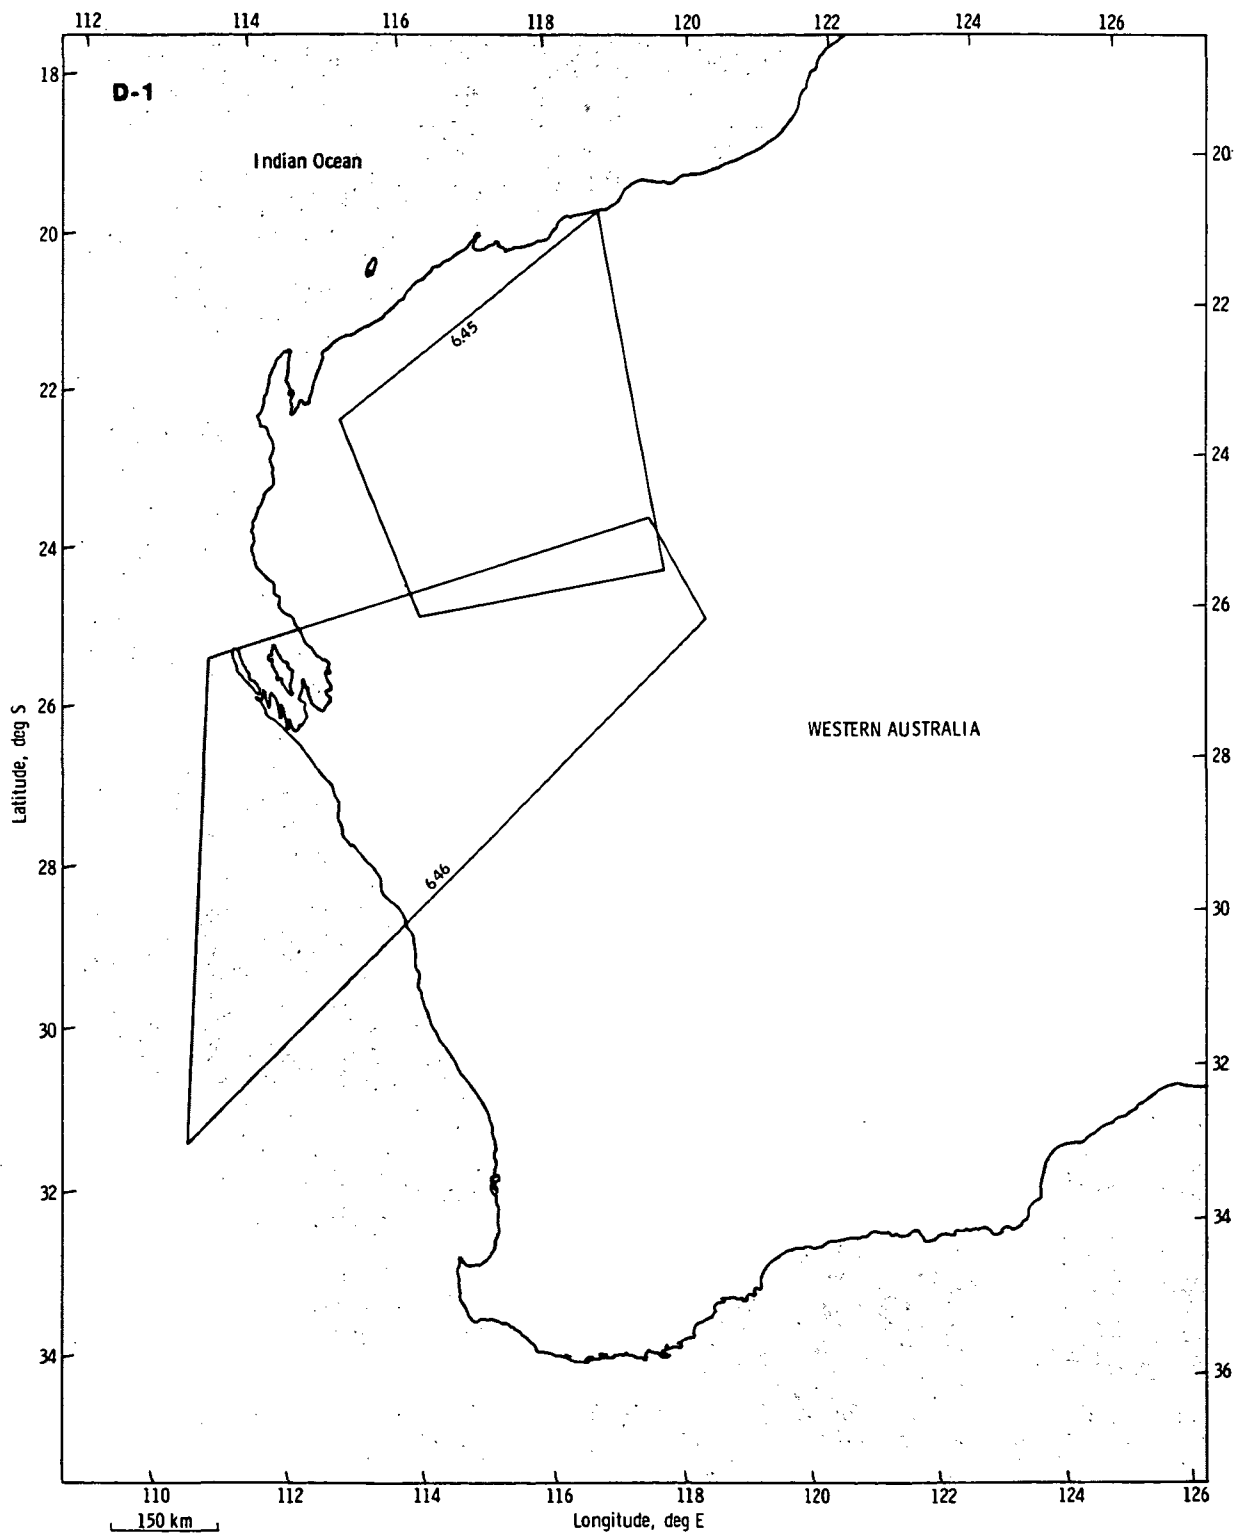 112 114 116 118 120 122 124 126
18
D-1
20
Indian Ocean
20
22
6.45
22
24
24
26
26
WESTERN AUSTRALIA
28
Latitude, deg S
28
6.46
30
30
32
32
34
34
36
110 112 114 116 118 120 122 124 126
150 km
Longitude, deg E